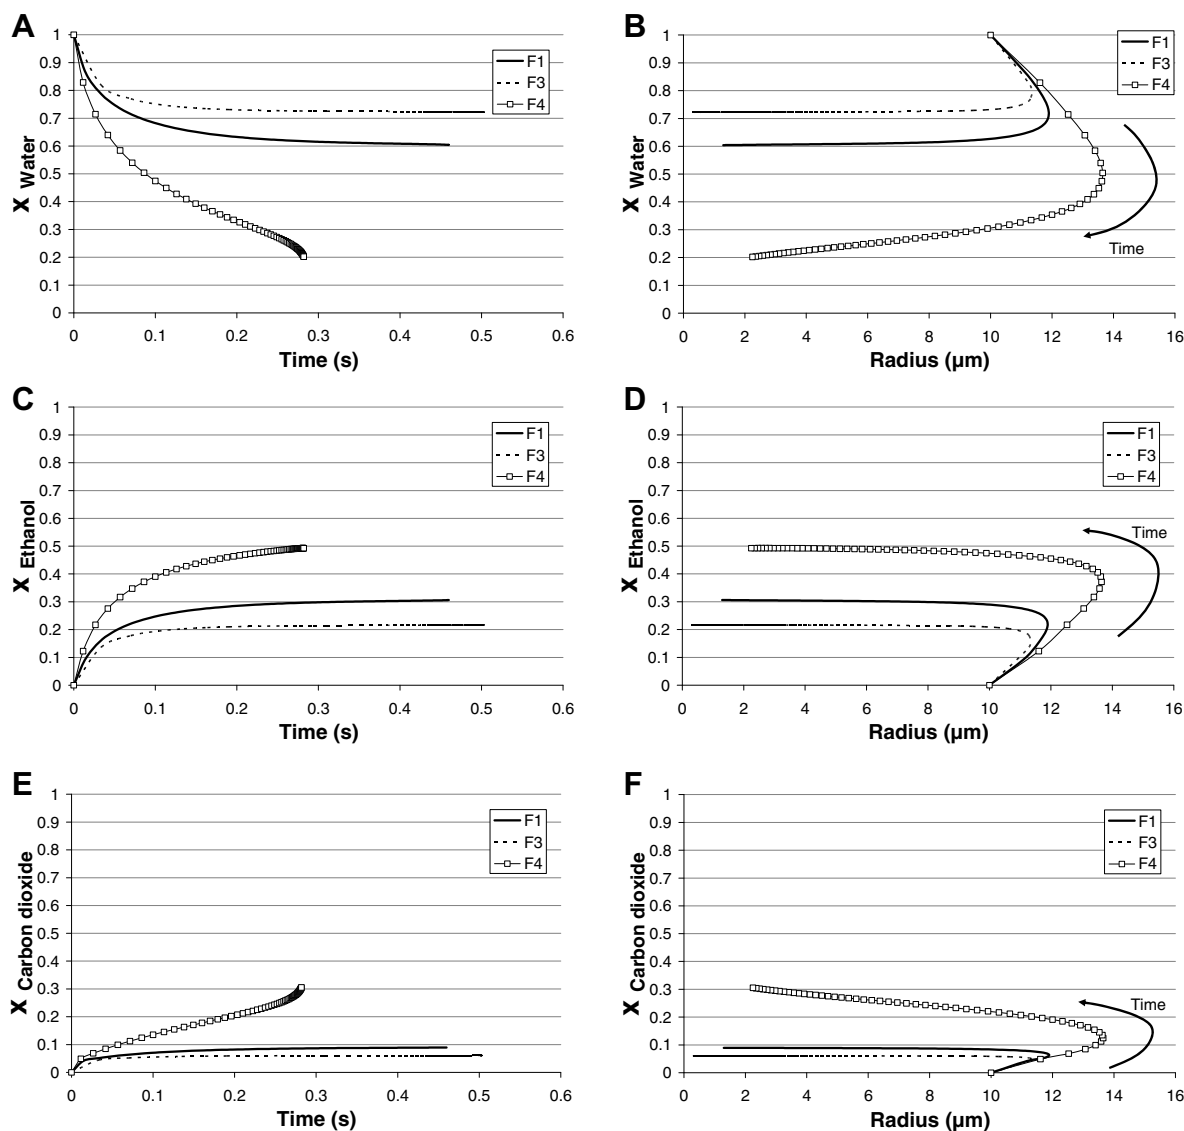 A
1
0.9
0.8
0.7
0.6
0.5
0.4
0.3
0.2
0.1
0
X Water
0 0.1 0.2 0.3 0.4 0.5 0.6
Time (s)
F1
F3
F4
B
1
0.9
0.8
0.7
0.6
0.5
0.4
0.3
0.2
0.1
0
X Water
0 2 4 6 8 10 12 14 16
Radius (µm)
F1
F3
F4
Time
C
1
0.9
0.8
0.7
0.6
0.5
0.4
0.3
0.2
0.1
0
X Ethanol
0 0.1 0.2 0.3 0.4 0.5 0.6
Time (s)
F1
F3
F4
D
1
0.9
0.8
0.7
0.6
0.5
0.4
0.3
0.2
0.1
0
X Ethanol
0 2 4 6 8 10 12 14 16
Radius (µm)
F1
F3
F4
Time
E
1
0.9
0.8
0.7
0.6
0.5
0.4
0.3
0.2
0.1
0
X Carbon dioxide
0 0.1 0.2 0.3 0.4 0.5 0.6
Time (s)
F1
F3
F4
F
1
0.9
0.8
0.7
0.6
0.5
0.4
0.3
0.2
0.1
0
X Carbon dioxide
0 2 4 6 8 10 12 14 16
Radius (µm)
F1
F3
F4
Time